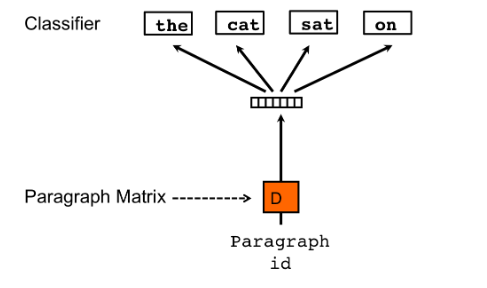 Classifier the cat sat on
Paragraph Matrix D
Paragraph
id